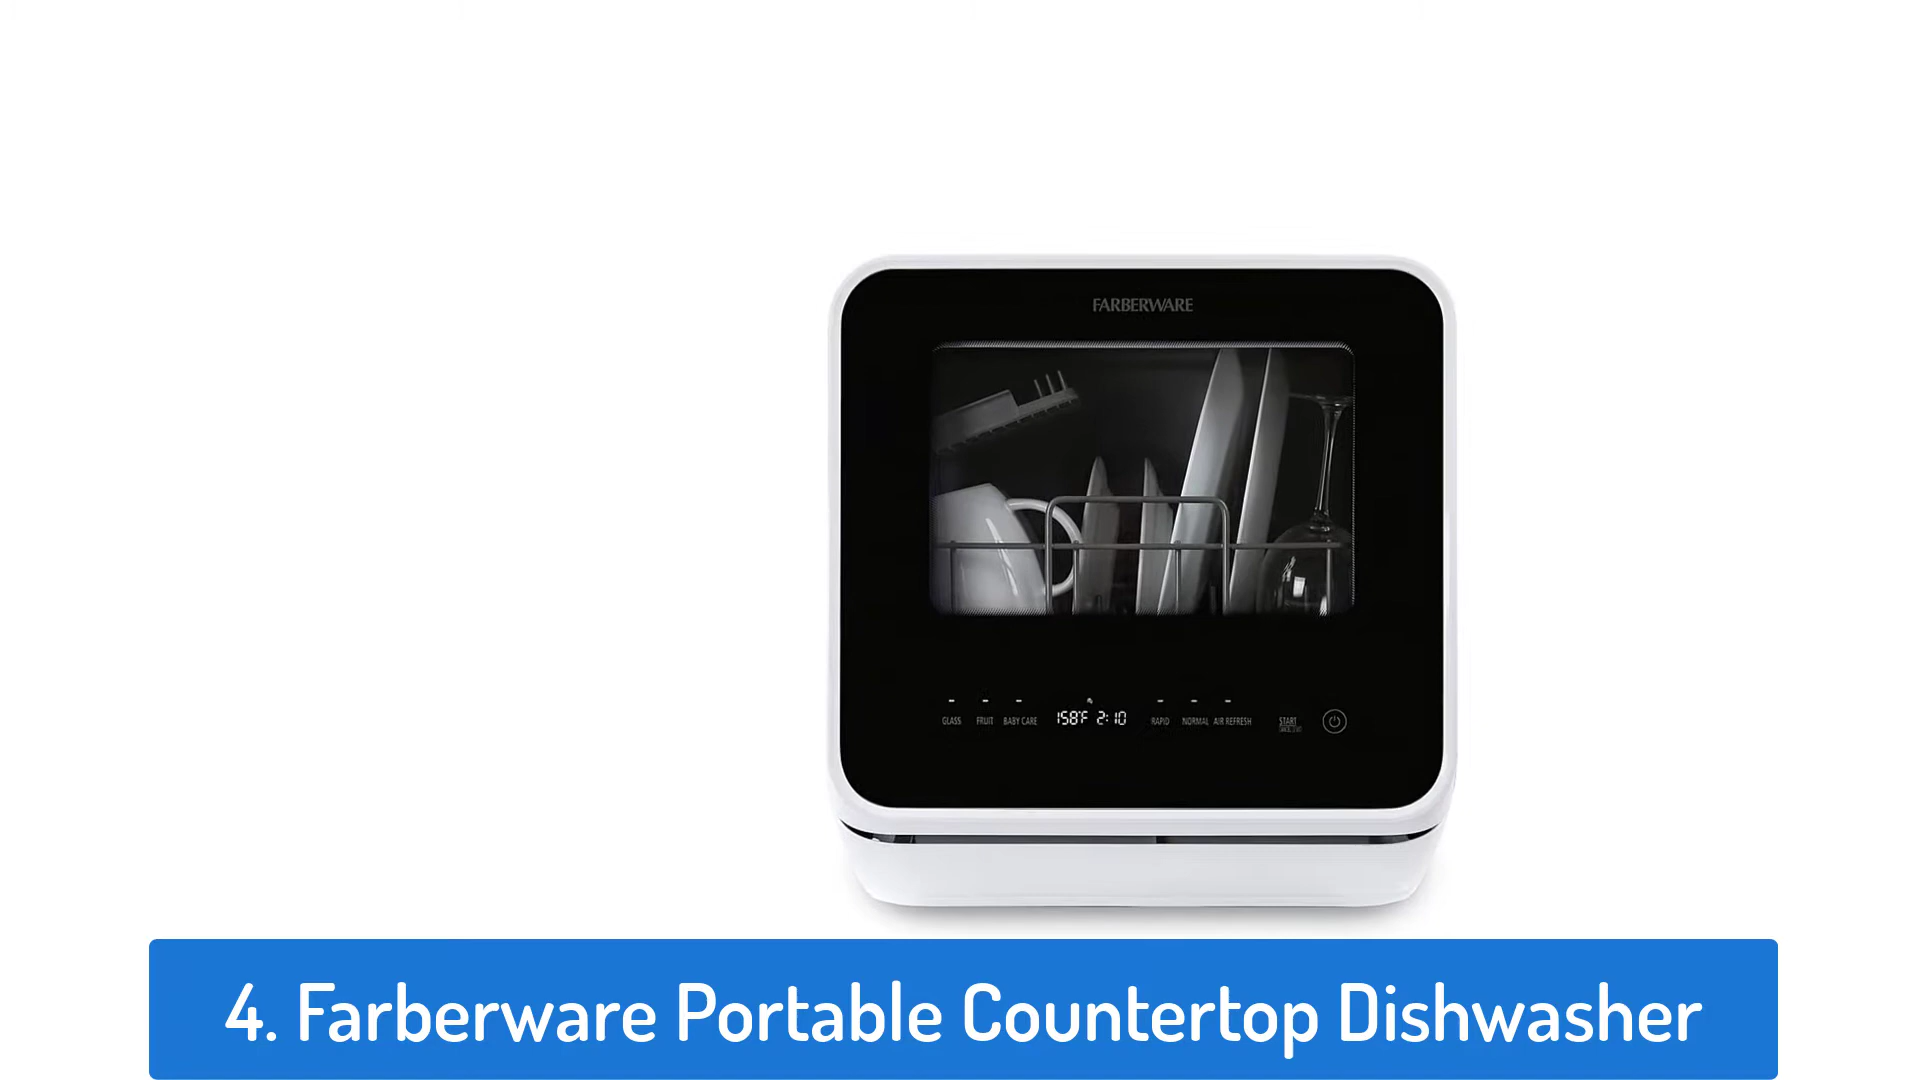 FARBERWARE
GLASS FRUIT BABY CARE 158°F 2:10 RAPID NORMAL AIR REFRESH START
4. Farberware Portable Countertop Dishwasher